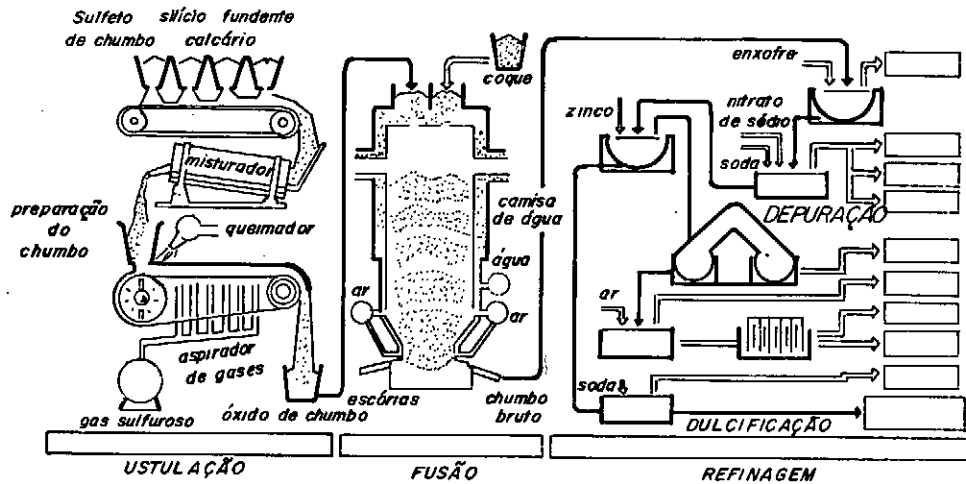 Sulfeto
de chumbo
silício
calcário
fundente
coque
enxofre
zinco
nitrato
de sódio
soda
misturador
DEPURAÇÃO
preparação
do
chumbo
queimador
camisa
de água
água
ar
ar
ar
aspirador
de gases
soda
gas sulfuroso
óxido de chumbo
escórias
chumbo
bruto
DULCIFICAÇÃO
USTULAÇÃO
FUSÃO
REFINAGEM